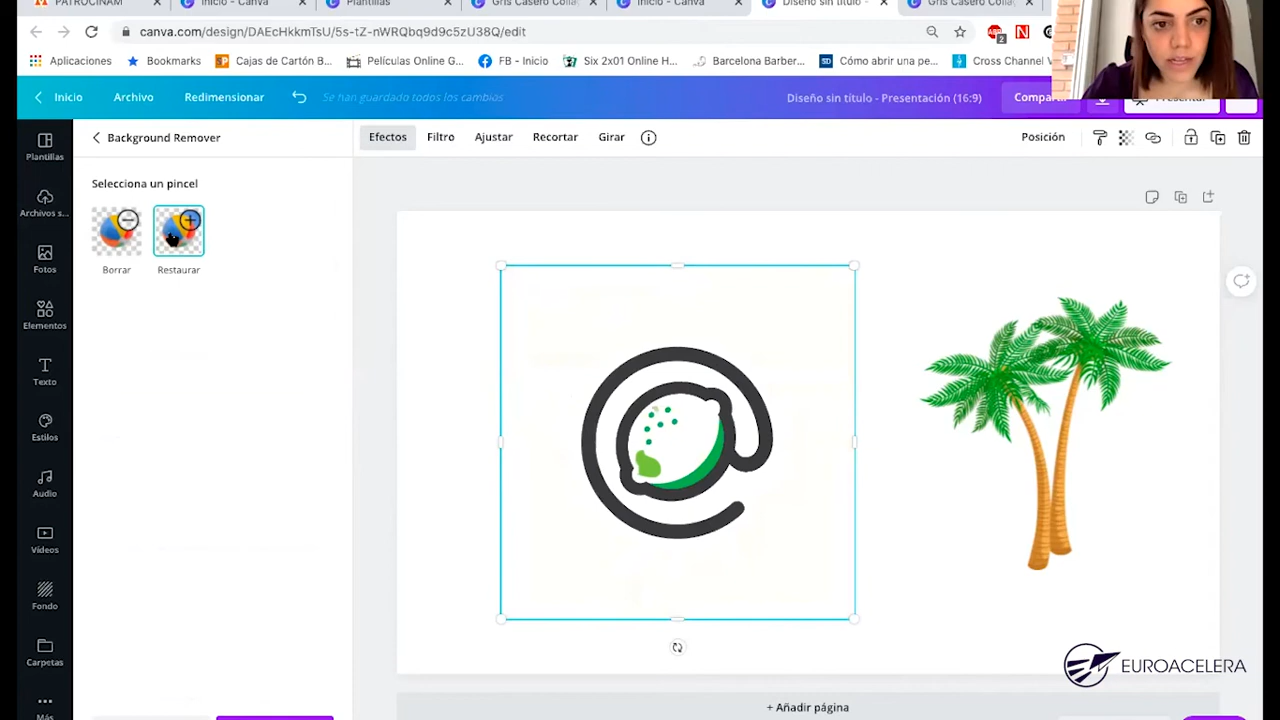 PATROCINAM
Inicio - Canva
Plantillas
Gris Casero Colla
Inicio - Canva
Diseño sin título -
Gris Casero Collag
canva.com/design/DAEcHkkmTsU/5s-tZ-nWRQbq9d9c5zU38Q/edit
2
Aplicaciones
Bookmarks
Cajas de Cartón B...
Películas Online G...
FB - Inicio
Six 2x01 Online H...
Barcelona Barber...
Cómo abrir una pe...
Cross Channel
Inicio
Archivo
Redimensionar
Se han guardado todos los cambios
Diseño sin título - Presentación (16:9)
Compartir
Presentar
Plantillas
Archivos s...
Fotos
Elementos
Texto
Estilos
Audio
Vídeos
Fondo
Carpetas
Más
Background Remover
Selecciona un pincel
Borrar
Restaurar
Efectos
Filtro
Ajustar
Recortar
Girar
Posición
EUROACELERA
+ Añadir página